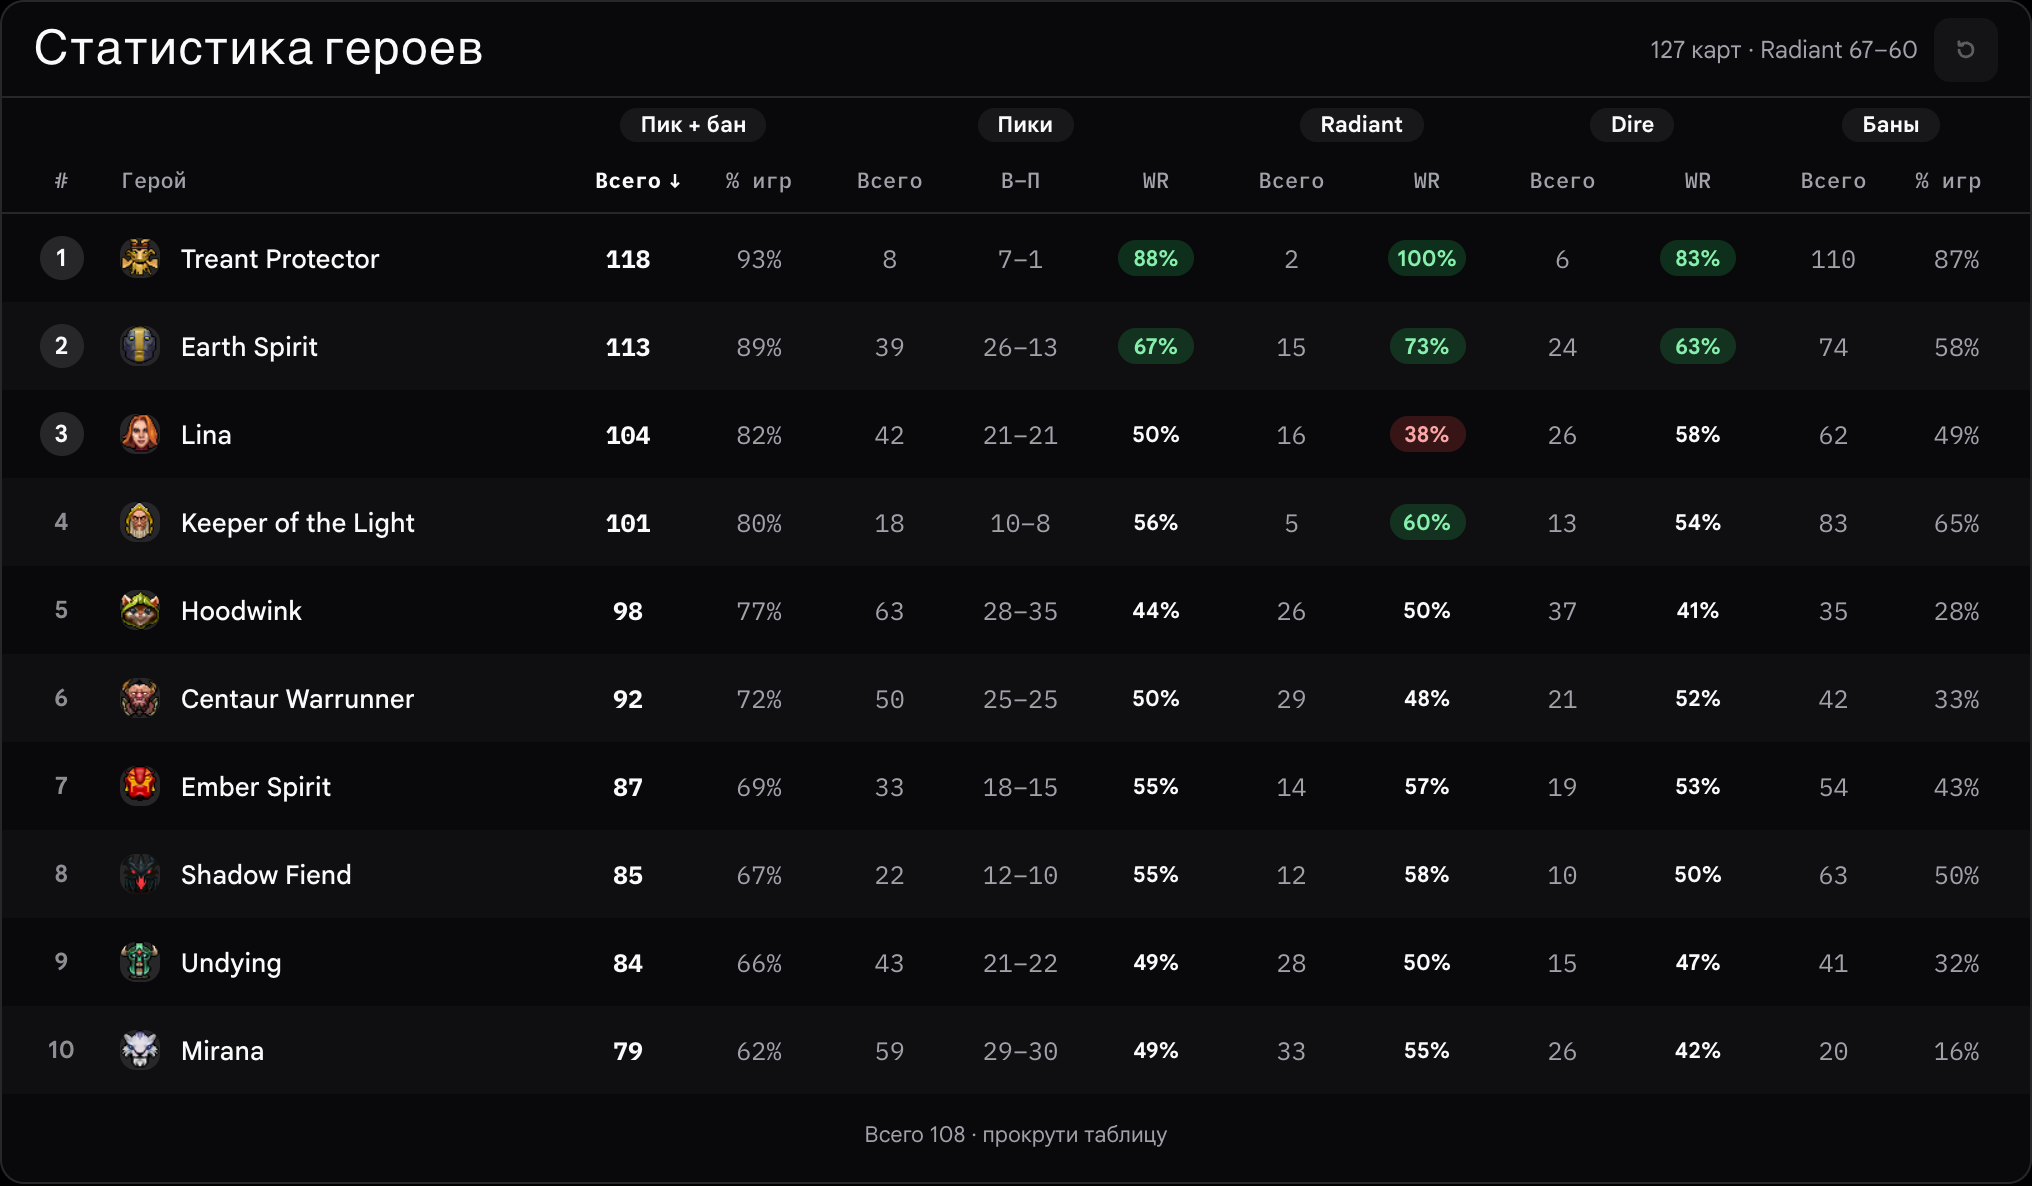 Статистика героев
127 карт · Radiant 67–60
Пик + бан Пики Radiant Dire Баны
# Герой Всего ↓ % игр Всего В–П WR Всего WR Всего WR Всего % игр
1 Treant Protector 118 93% 8 7–1 88% 2 100% 6 83% 110 87%
2 Earth Spirit 113 89% 39 26–13 67% 15 73% 24 63% 74 58%
3 Lina 104 82% 42 21–21 50% 16 38% 26 58% 62 49%
4 Keeper of the Light 101 80% 18 10–8 56% 5 60% 13 54% 83 65%
5 Hoodwink 98 77% 63 28–35 44% 26 50% 37 41% 35 28%
6 Centaur Warrunner 92 72% 50 25–25 50% 29 48% 21 52% 42 33%
7 Ember Spirit 87 69% 33 18–15 55% 14 57% 19 53% 54 43%
8 Shadow Fiend 85 67% 22 12–10 55% 12 58% 10 50% 63 50%
9 Undying 84 66% 43 21–22 49% 28 50% 15 47% 41 32%
10 Mirana 79 62% 59 29–30 49% 33 55% 26 42% 20 16%
Всего 108 · прокрути таблицу